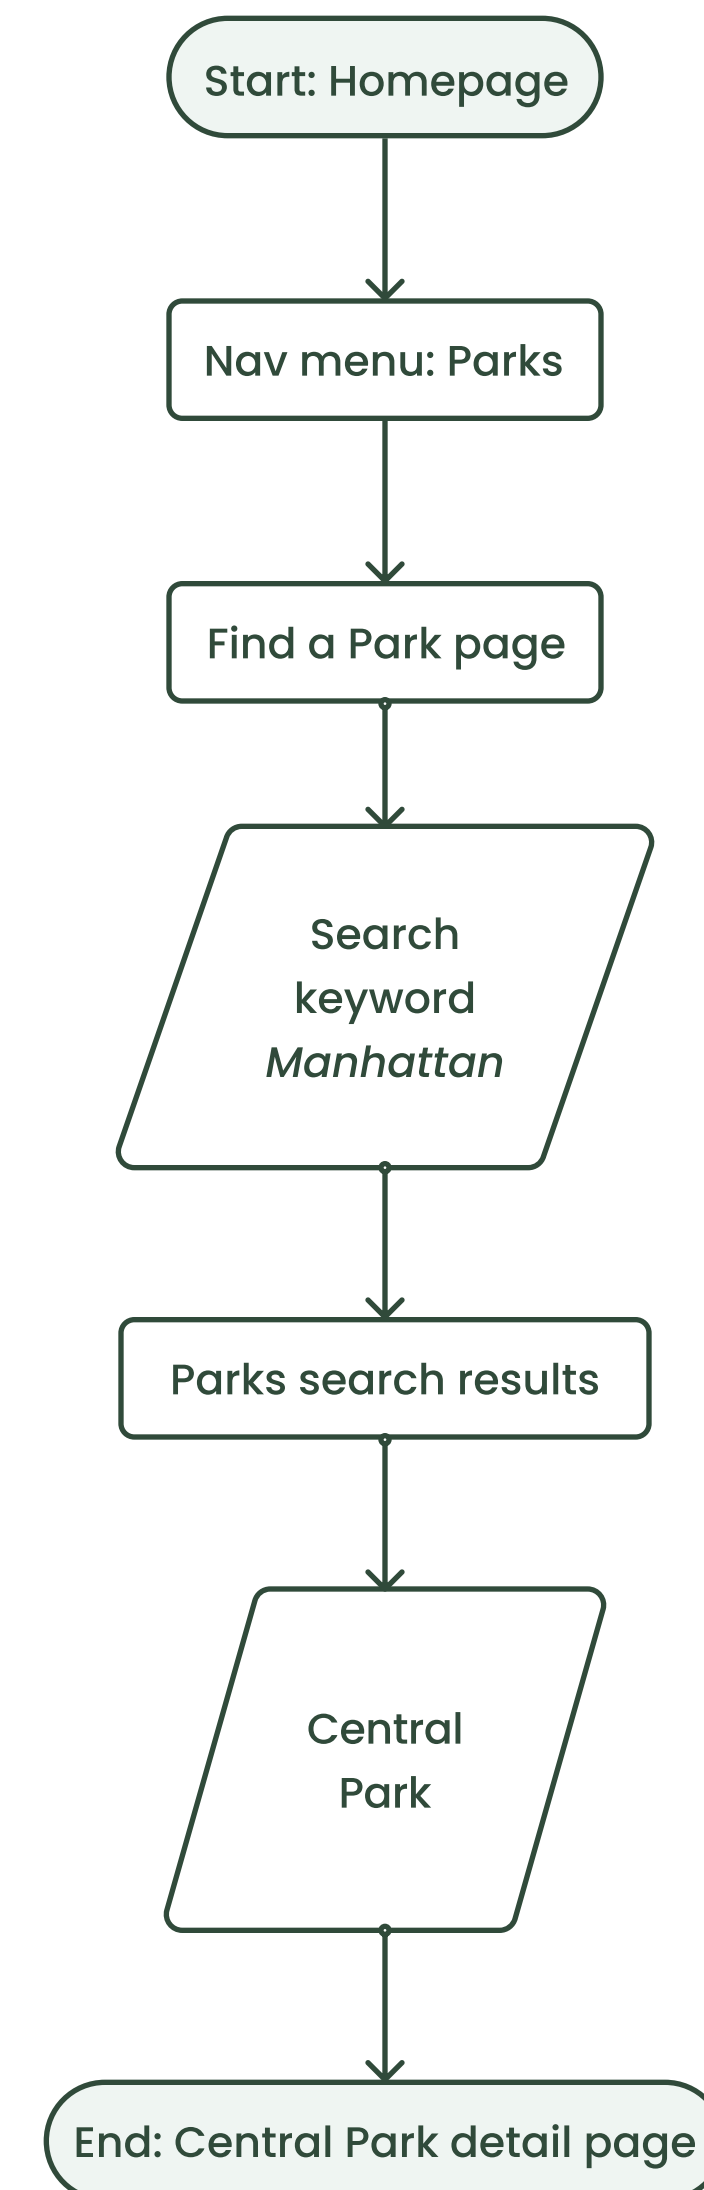 Start: Homepage
Nav menu: Parks
Find a Park page
Search
keyword
Manhattan
Parks search results
Central
Park
End: Central Park detail page